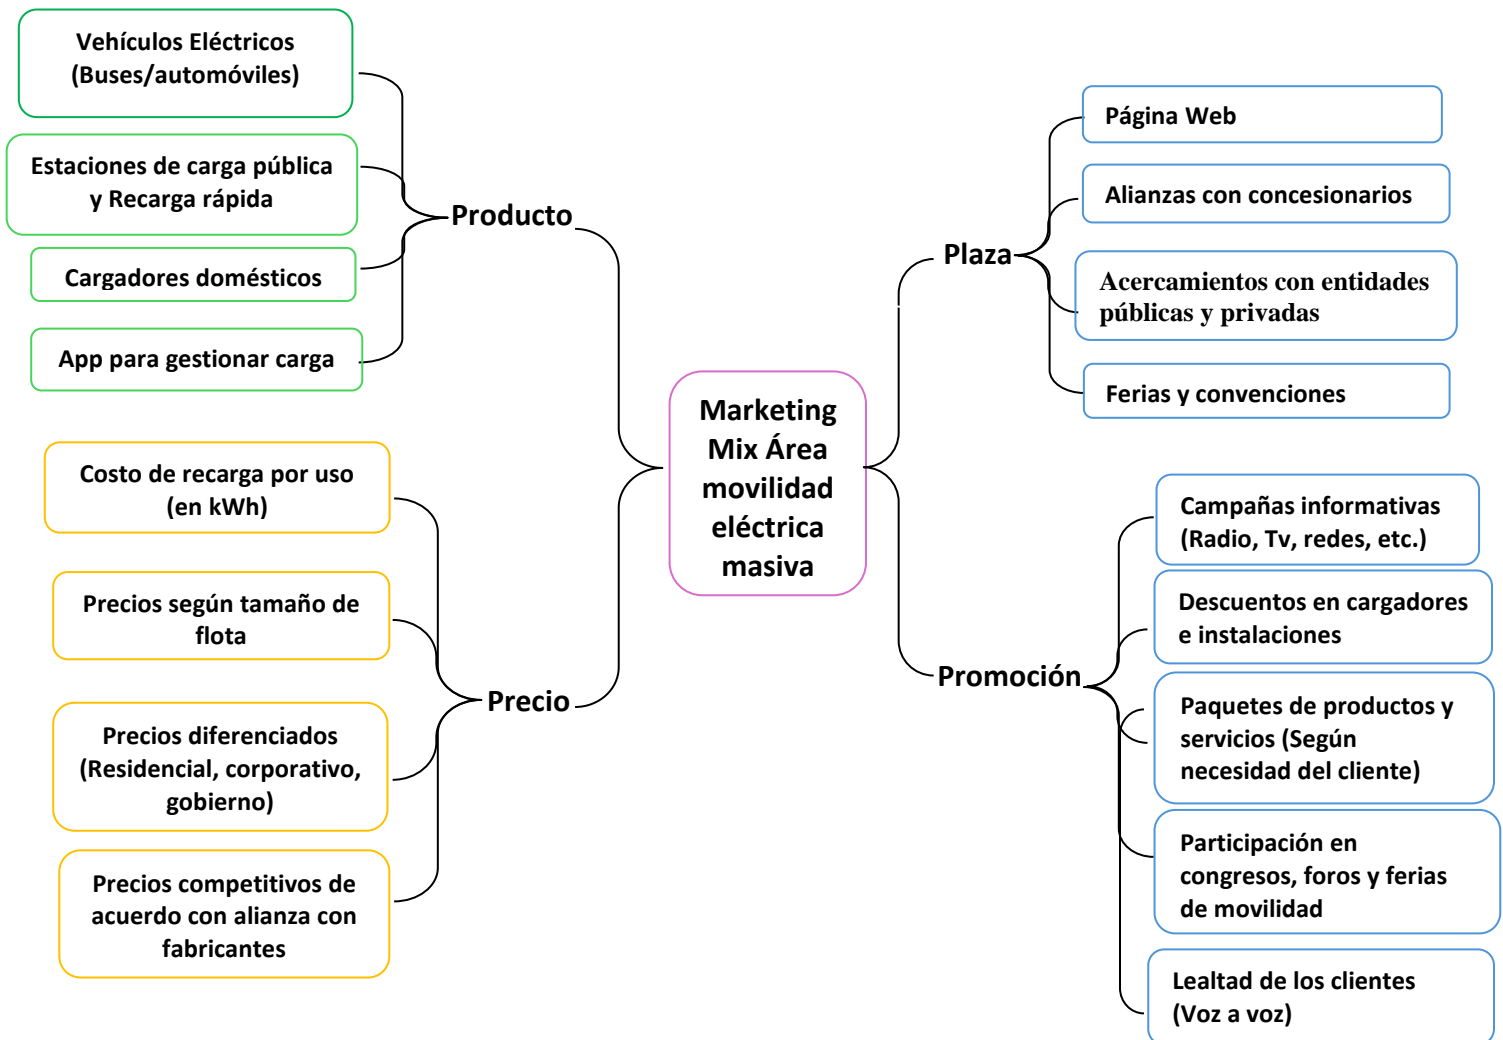 Vehículos Eléctricos
(Buses/automóviles)
Estaciones de carga pública
y Recarga rápida
Cargadores domésticos
App para gestionar carga
Producto
Costo de recarga por uso
(en kWh)
Precios según tamaño de
flota
Precios diferenciados
(Residencial, corporativo,
gobierno)
Precios competitivos de
acuerdo con alianza con
fabricantes
Precio
Marketing
Mix Área
movilidad
eléctrica
masiva
Plaza
Página Web
Alianzas con concesionarios
Acercamientos con entidades
públicas y privadas
Ferias y convenciones
Promoción
Campañas informativas
(Radio, Tv, redes, etc.)
Descuentos en cargadores
e instalaciones
Paquetes de productos y
servicios (Según
necesidad del cliente)
Participación en
congresos, foros y ferias
de movilidad
Lealtad de los clientes
(Voz a voz)